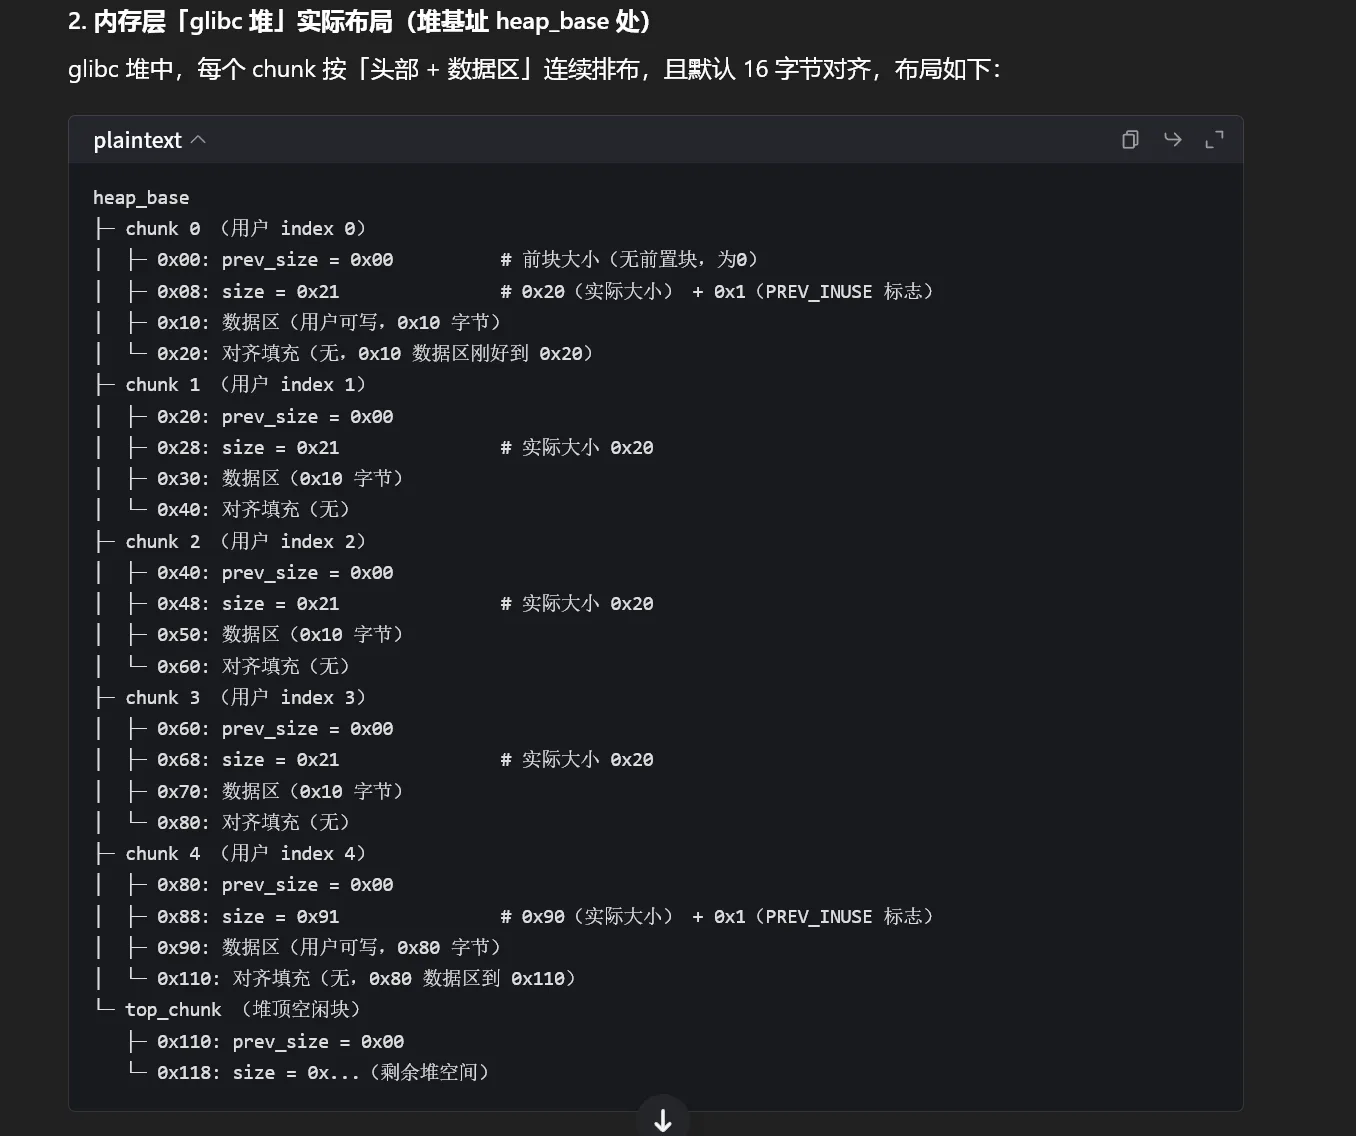 2. 内存层「glibc 堆」实际布局（堆基址 heap_base 处）
glibc 堆中，每个 chunk 按「头部 + 数据区」连续排布，且默认 16 字节对齐，布局如下：
plaintext
heap_base
├─ chunk 0 （用户 index 0）
│  ├─ 0x00: prev_size = 0x00          # 前块大小（无前置块，为0）
│  ├─ 0x08: size = 0x21               # 0x20（实际大小） + 0x1（PREV_INUSE 标志）
│  ├─ 0x10: 数据区（用户可写，0x10 字节）
│  └─ 0x20: 对齐填充（无，0x10 数据区刚好到 0x20）
├─ chunk 1 （用户 index 1）
│  ├─ 0x20: prev_size = 0x00
│  ├─ 0x28: size = 0x21               # 实际大小 0x20
│  ├─ 0x30: 数据区（0x10 字节）
│  └─ 0x40: 对齐填充（无）
├─ chunk 2 （用户 index 2）
│  ├─ 0x40: prev_size = 0x00
│  ├─ 0x48: size = 0x21               # 实际大小 0x20
│  ├─ 0x50: 数据区（0x10 字节）
│  └─ 0x60: 对齐填充（无）
├─ chunk 3 （用户 index 3）
│  ├─ 0x60: prev_size = 0x00
│  ├─ 0x68: size = 0x21               # 实际大小 0x20
│  ├─ 0x70: 数据区（0x10 字节）
│  └─ 0x80: 对齐填充（无）
├─ chunk 4 （用户 index 4）
│  ├─ 0x80: prev_size = 0x00
│  ├─ 0x88: size = 0x91               # 0x90（实际大小） + 0x1（PREV_INUSE 标志）
│  ├─ 0x90: 数据区（用户可写，0x80 字节）
│  └─ 0x110: 对齐填充（无，0x80 数据区到 0x110）
└─ top_chunk （堆顶空闲块）
   ├─ 0x110: prev_size = 0x00
   └─ 0x118: size = 0x...（剩余堆空间）